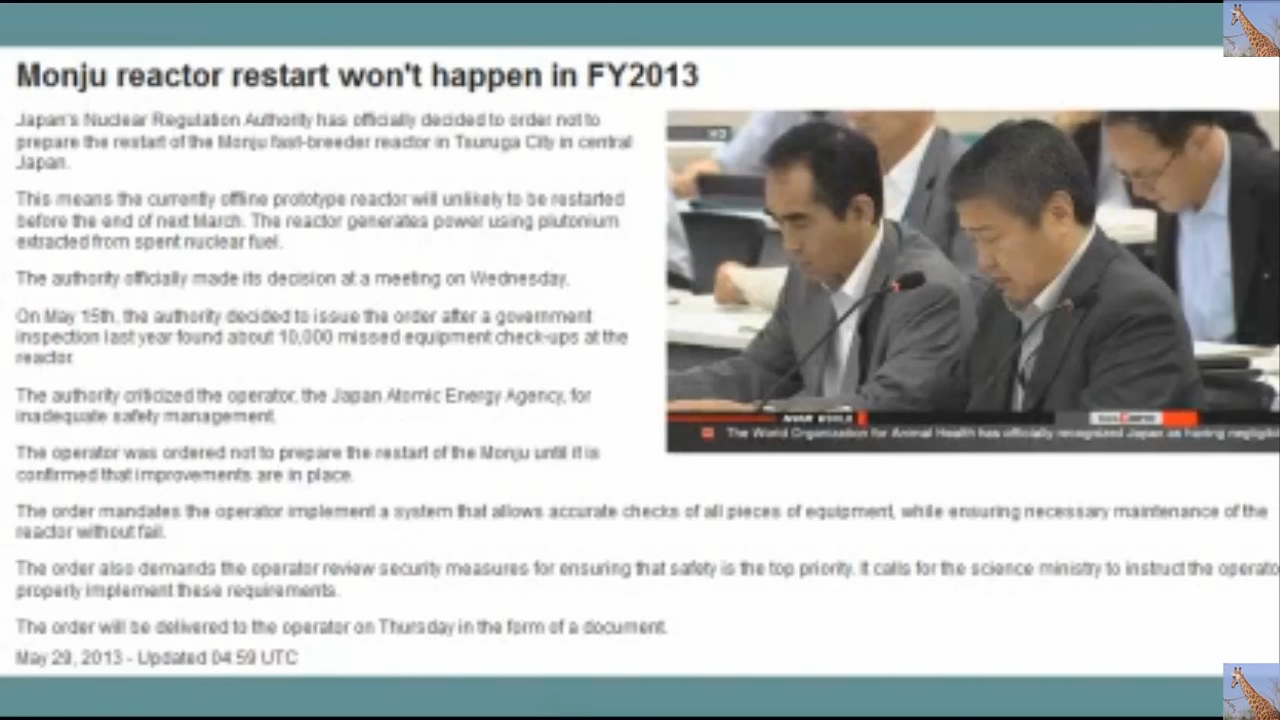 Monju reactor restart won't happen in FY2013
Japan's Nuclear Regulation Authority has officially decided to order not to
prepare the restart of the Monju fast-breeder reactor in Tsuruga City in central
Japan.
This means the currently offline prototype reactor will unlikely to be restarted
before the end of next March. The reactor generates power using plutonium
extracted from spent nuclear fuel.
The authority officially made its decision at a meeting on Wednesday.
On May 15th, the authority decided to issue the order after a government
inspection last year found about 10,000 missed equipment check-ups at the
reactor.
The authority criticized the operator, the Japan Atomic Energy Agency, for
inadequate safety management.
The operator was ordered not to prepare the restart of the Monju until it is
confirmed that improvements are in place.
The order mandates the operator implement a system that allows accurate checks of all pieces of equipment, while ensuring necessary maintenance of the
reactor without fail.
The order also demands the operator review security measures for ensuring that safety is the top priority. It calls for the science ministry to instruct the operato
properly implement these requirements.
The order will be delivered to the operator on Thursday in the form of a document.
May 29, 2013 - Updated 04:59 UTC
NHK WORLD
The World Organization for Animal Health has officially recognized Japan as having negligib